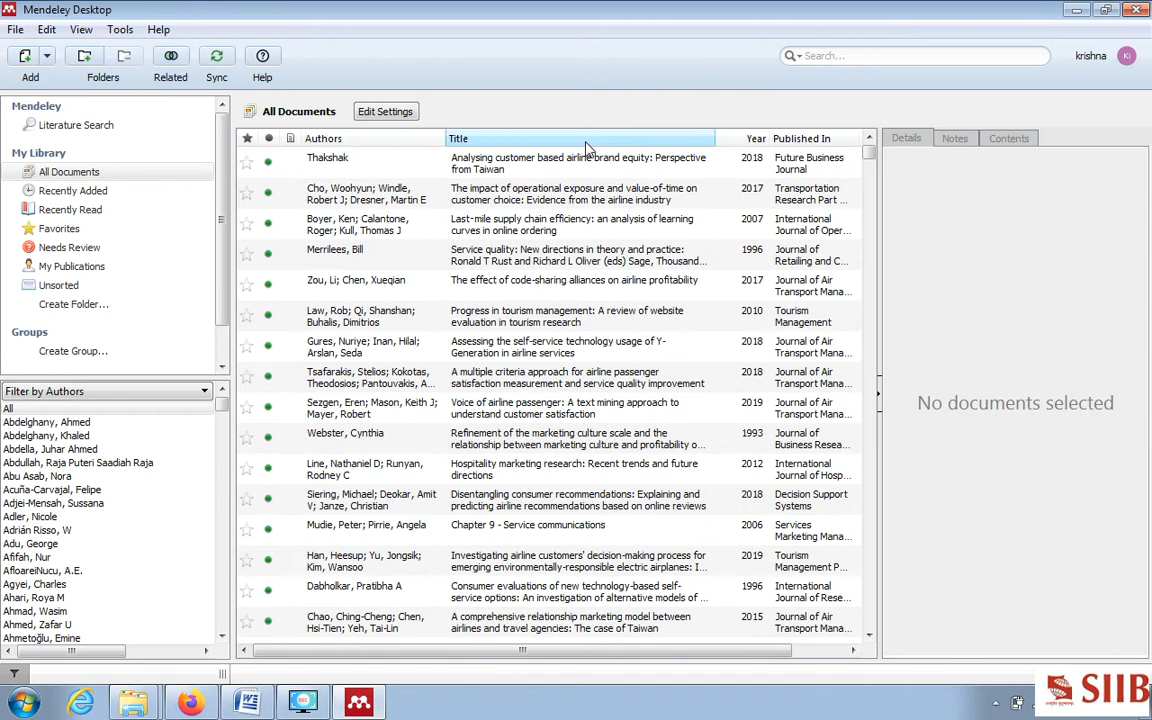 Mendeley Desktop
File Edit View Tools Help
Search...
krishna KI
Add Folders Related Sync Help
Mendeley
Literature Search
My Library
All Documents
Recently Added
Recently Read
Favorites
Needs Review
My Publications
Unsorted
Create Folder...
Groups
Create Group...
Filter by Authors
All
Abdelghany, Ahmed
Abdelghany, Khaled
Abdella, Juhar Ahmed
Abdullah, Raja Puteri Saadiah Raja
Abu Asab, Nora
Acuña-Carvajal, Felipe
Adjei-Mensah, Sussana
Adler, Nicole
Adrián Risso, W
Adu, George
Afifah, Nur
AfloareiNucu, A.E.
Agyei, Charles
Ahari, Roya M
Ahmad, Wasim
Ahmed, Zafar U
Ahmetoğlu, Emine
All Documents Edit Settings
Authors Title Year Published In
Thakshak Analysing customer based airline brand equity: Perspective 2018 Future Business
from Taiwan Journal
Cho, Woohyun; Windle, The impact of operational exposure and value-of-time on 2017 Transportation
Robert J; Dresner, Martin E customer choice: Evidence from the airline industry Research Part ...
Boyer, Ken; Calantone, Last-mile supply chain efficiency: an analysis of learning 2007 International
Roger; Kull, Thomas J curves in online ordering Journal of Oper...
Merrilees, Bill Service quality: New directions in theory and practice: 1996 Journal of
Ronald T Rust and Richard L Oliver (eds) Sage, Thousand... Retailing and C...
Zou, Li; Chen, Xueqian The effect of code-sharing alliances on airline profitability 2017 Journal of Air
Transport Mana...
Law, Rob; Qi, Shanshan; Progress in tourism management: A review of website 2010 Tourism
Buhalis, Dimitrios evaluation in tourism research Management
Gures, Nuriye; Inan, Hilal; Assessing the self-service technology usage of Y- 2018 Journal of Air
Arslan, Seda Generation in airline services Transport Mana...
Tsafarakis, Stelios; Kokotas, A multiple criteria approach for airline passenger 2018 Journal of Air
Theodosios; Pantouvakis, A... satisfaction measurement and service quality improvement Transport Mana...
Sezgen, Eren; Mason, Keith J; Voice of airline passenger: A text mining approach to 2019 Journal of Air
Mayer, Robert understand customer satisfaction Transport Mana...
Webster, Cynthia Refinement of the marketing culture scale and the 1993 Journal of
relationship between marketing culture and profitability o... Business Resea...
Line, Nathaniel D; Runyan, Hospitality marketing research: Recent trends and future 2012 International
Rodney C directions Journal of Hosp...
Siering, Michael; Deokar, Amit Disentangling consumer recommendations: Explaining and 2018 Decision Support
V; Janze, Christian predicting airline recommendations based on online reviews Systems
Mudie, Peter; Pirrie, Angela Chapter 9 - Service communications 2006 Services
Marketing Mana...
Han, Heesup; Yu, Jongsik; Investigating airline customers' decision-making process for 2019 Tourism
Kim, Wansoo emerging environmentally-responsible electric airplanes: I... Management P...
Dabholkar, Pratibha A Consumer evaluations of new technology-based self- 1996 International
service options: An investigation of alternative models of ... Journal of Rese...
Chao, Ching-Cheng; Chen, A comprehensive relationship marketing model between 2015 Journal of Air
Hsi-Tien; Yeh, Tai-Lin airlines and travel agencies: The case of Taiwan Transport Mana...
Details Notes Contents
No documents selected
SIIB